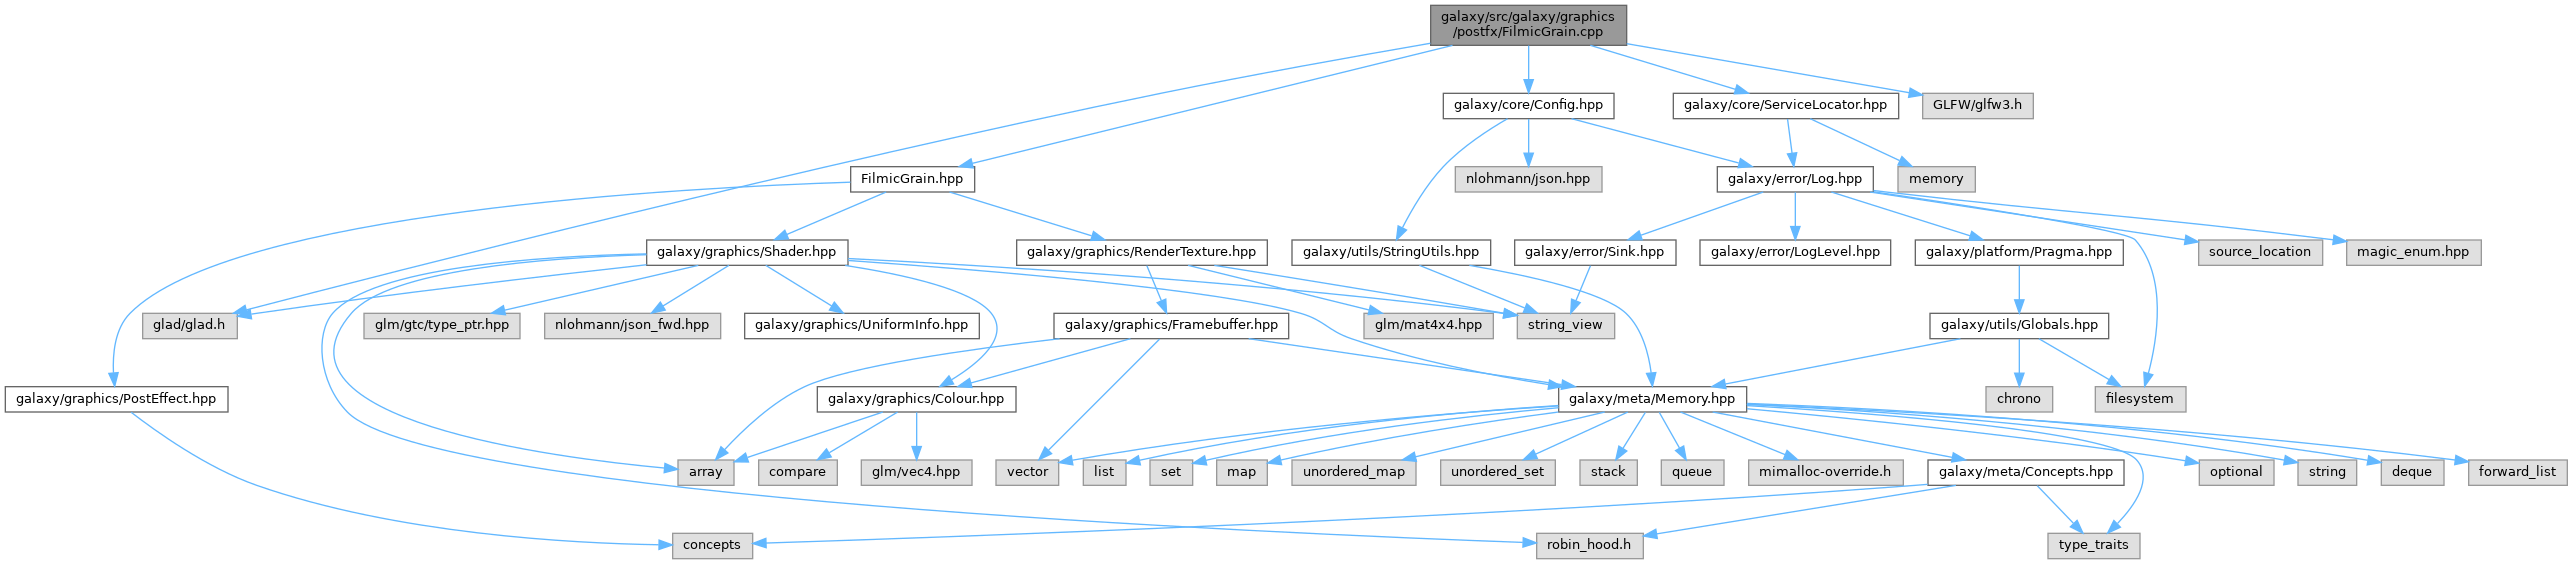 galaxy/src/galaxy/graphics
/postfx/FilmicGrain.cpp
galaxy/core/Config.hpp
galaxy/core/ServiceLocator.hpp
GLFW/glfw3.h
FilmicGrain.hpp
nlohmann/json.hpp
galaxy/error/Log.hpp
memory
galaxy/graphics/Shader.hpp
galaxy/graphics/RenderTexture.hpp
galaxy/utils/StringUtils.hpp
galaxy/error/Sink.hpp
galaxy/error/LogLevel.hpp
galaxy/platform/Pragma.hpp
source_location
magic_enum.hpp
glad/glad.h
glm/gtc/type_ptr.hpp
nlohmann/json_fwd.hpp
galaxy/graphics/UniformInfo.hpp
galaxy/graphics/Framebuffer.hpp
glm/mat4x4.hpp
string_view
galaxy/utils/Globals.hpp
galaxy/graphics/PostEffect.hpp
galaxy/graphics/Colour.hpp
galaxy/meta/Memory.hpp
chrono
filesystem
array
compare
glm/vec4.hpp
vector
list
set
map
unordered_map
unordered_set
stack
queue
mimalloc-override.h
galaxy/meta/Concepts.hpp
optional
string
deque
forward_list
concepts
robin_hood.h
type_traits